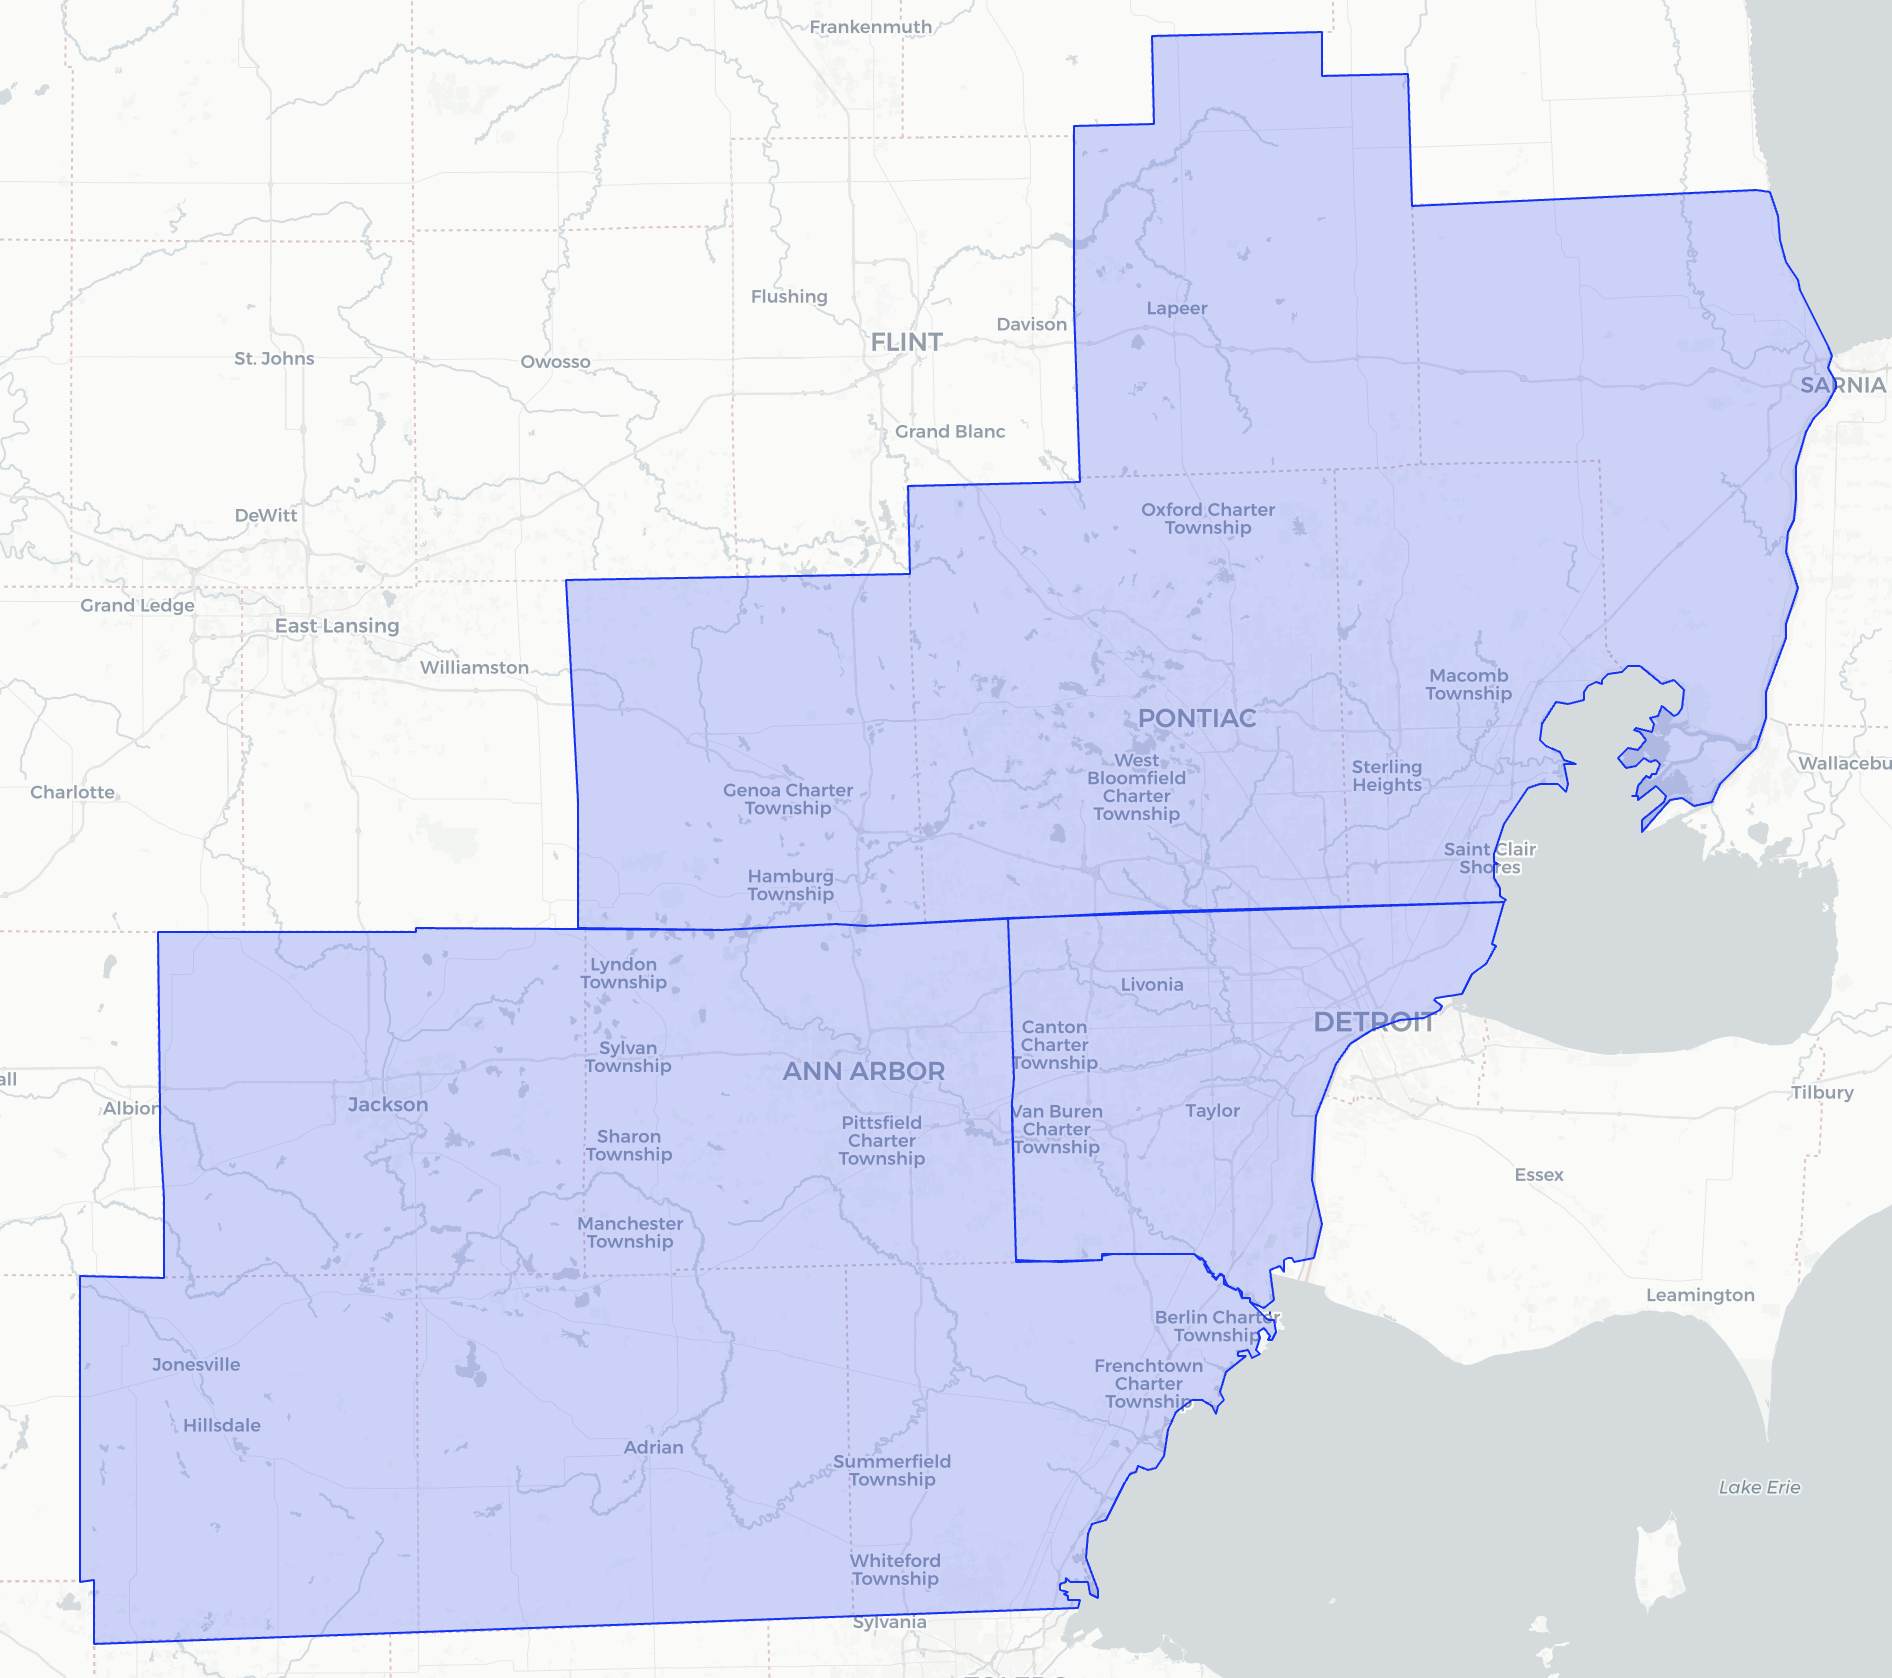 Frankenmuth
Flushing
Davison
Lapeer
FLINT
St. Johns
Owosso
SARNIA
Grand Blanc
DeWitt
Oxford Charter
Township
Grand Ledge
East Lansing
Williamston
Macomb
Township
PONTIAC
West
Bloomfield
Charter
Township
Sterling
Heights
Wallacebu
Charlotte
Genoa Charter
Township
Saint Clair
Shores
Hamburg
Township
Lyndon
Township
Livonia
DETROIT
Canton
Charter
Township
Sylvan
Township
ANN ARBOR
all
Albion
Jackson
Tilbury
Van Buren
Charter
Township
Taylor
Pittsfield
Charter
Township
Sharon
Township
Essex
Manchester
Township
Leamington
Berlin Charter
Township
Jonesville
Frenchtown
Charter
Township
Hillsdale
Adrian
Summerfield
Township
Lake Erie
Whiteford
Township
Sylvania